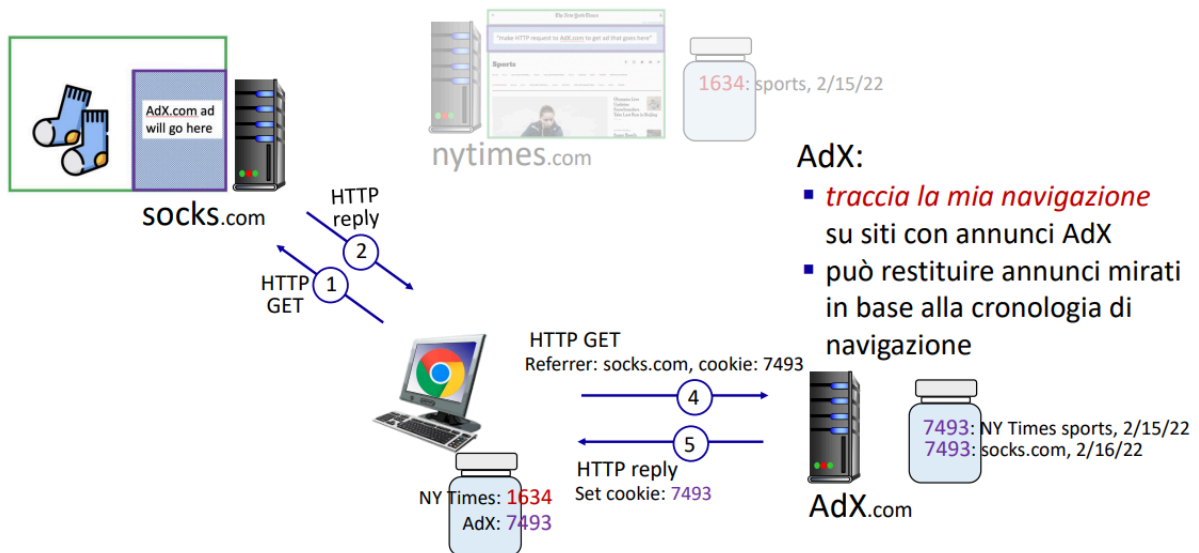 The New York Times
"make HTTP request to AdX.com to get ad that goes here"
Sports
1634: sports, 2/15/22
nytimes.com
AdX.com ad
will go here
socks.com
HTTP
reply
2
1
HTTP
GET
AdX:
▪ traccia la mia navigazione
su siti con annunci AdX
▪ può restituire annunci mirati
in base alla cronologia di
navigazione
HTTP GET
Referrer: socks.com, cookie: 7493
4
5
HTTP reply
Set cookie: 7493
NY Times: 1634
AdX: 7493
7493: NY Times sports, 2/15/22
7493: socks.com, 2/16/22
AdX.com